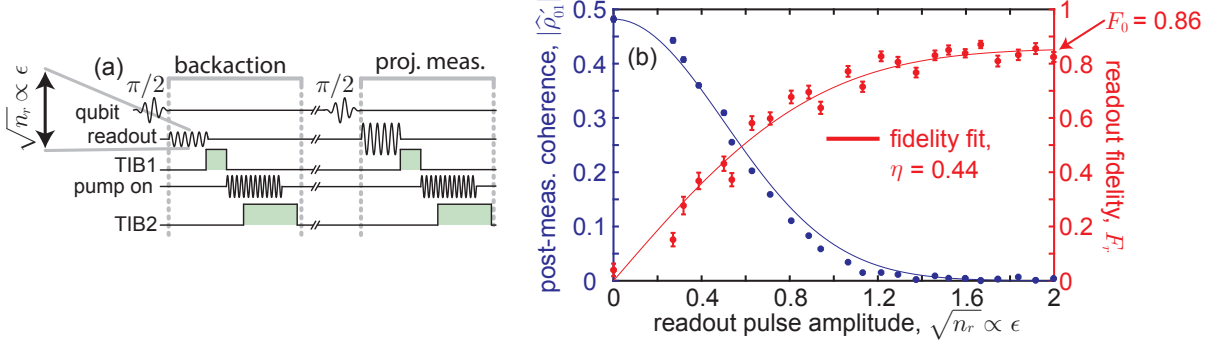 (a)
backaction
proj. meas.
√n_r ∝ ϵ
π/2
π/2
qubit
readout
TIB1
pump on
TIB2
(b)
post-meas. coherence, |ρ̂′₀₁|
0.5
0.4
0.3
0.2
0.1
0
0
0.4
0.8
1.2
1.6
2
readout pulse amplitude, √n_r ∝ ϵ
fidelity fit,
η = 0.44
F₀ = 0.86
1
0.8
0.6
0.4
0.2
0
readout fidelity, F_r